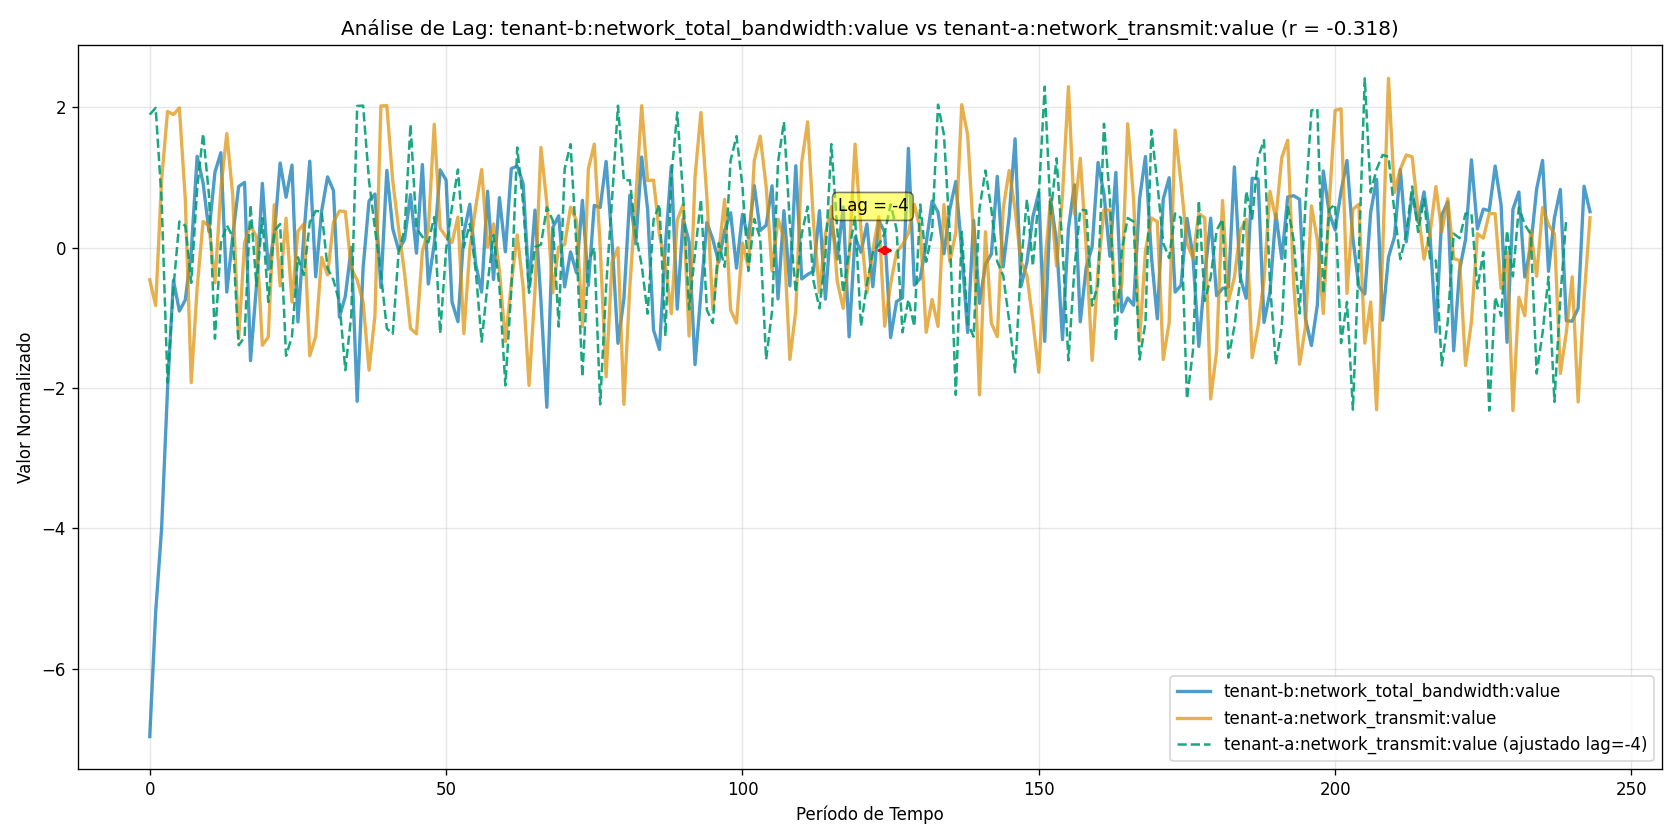 Análise de Lag: tenant-b:network_total_bandwidth:value vs tenant-a:network_transmit:value (r = -0.318)
Valor Normalizado
2
0
−2
−4
−6
Lag = -4
tenant-b:network_total_bandwidth:value
tenant-a:network_transmit:value
tenant-a:network_transmit:value (ajustado lag=-4)
0
50
100
150
200
250
Período de Tempo